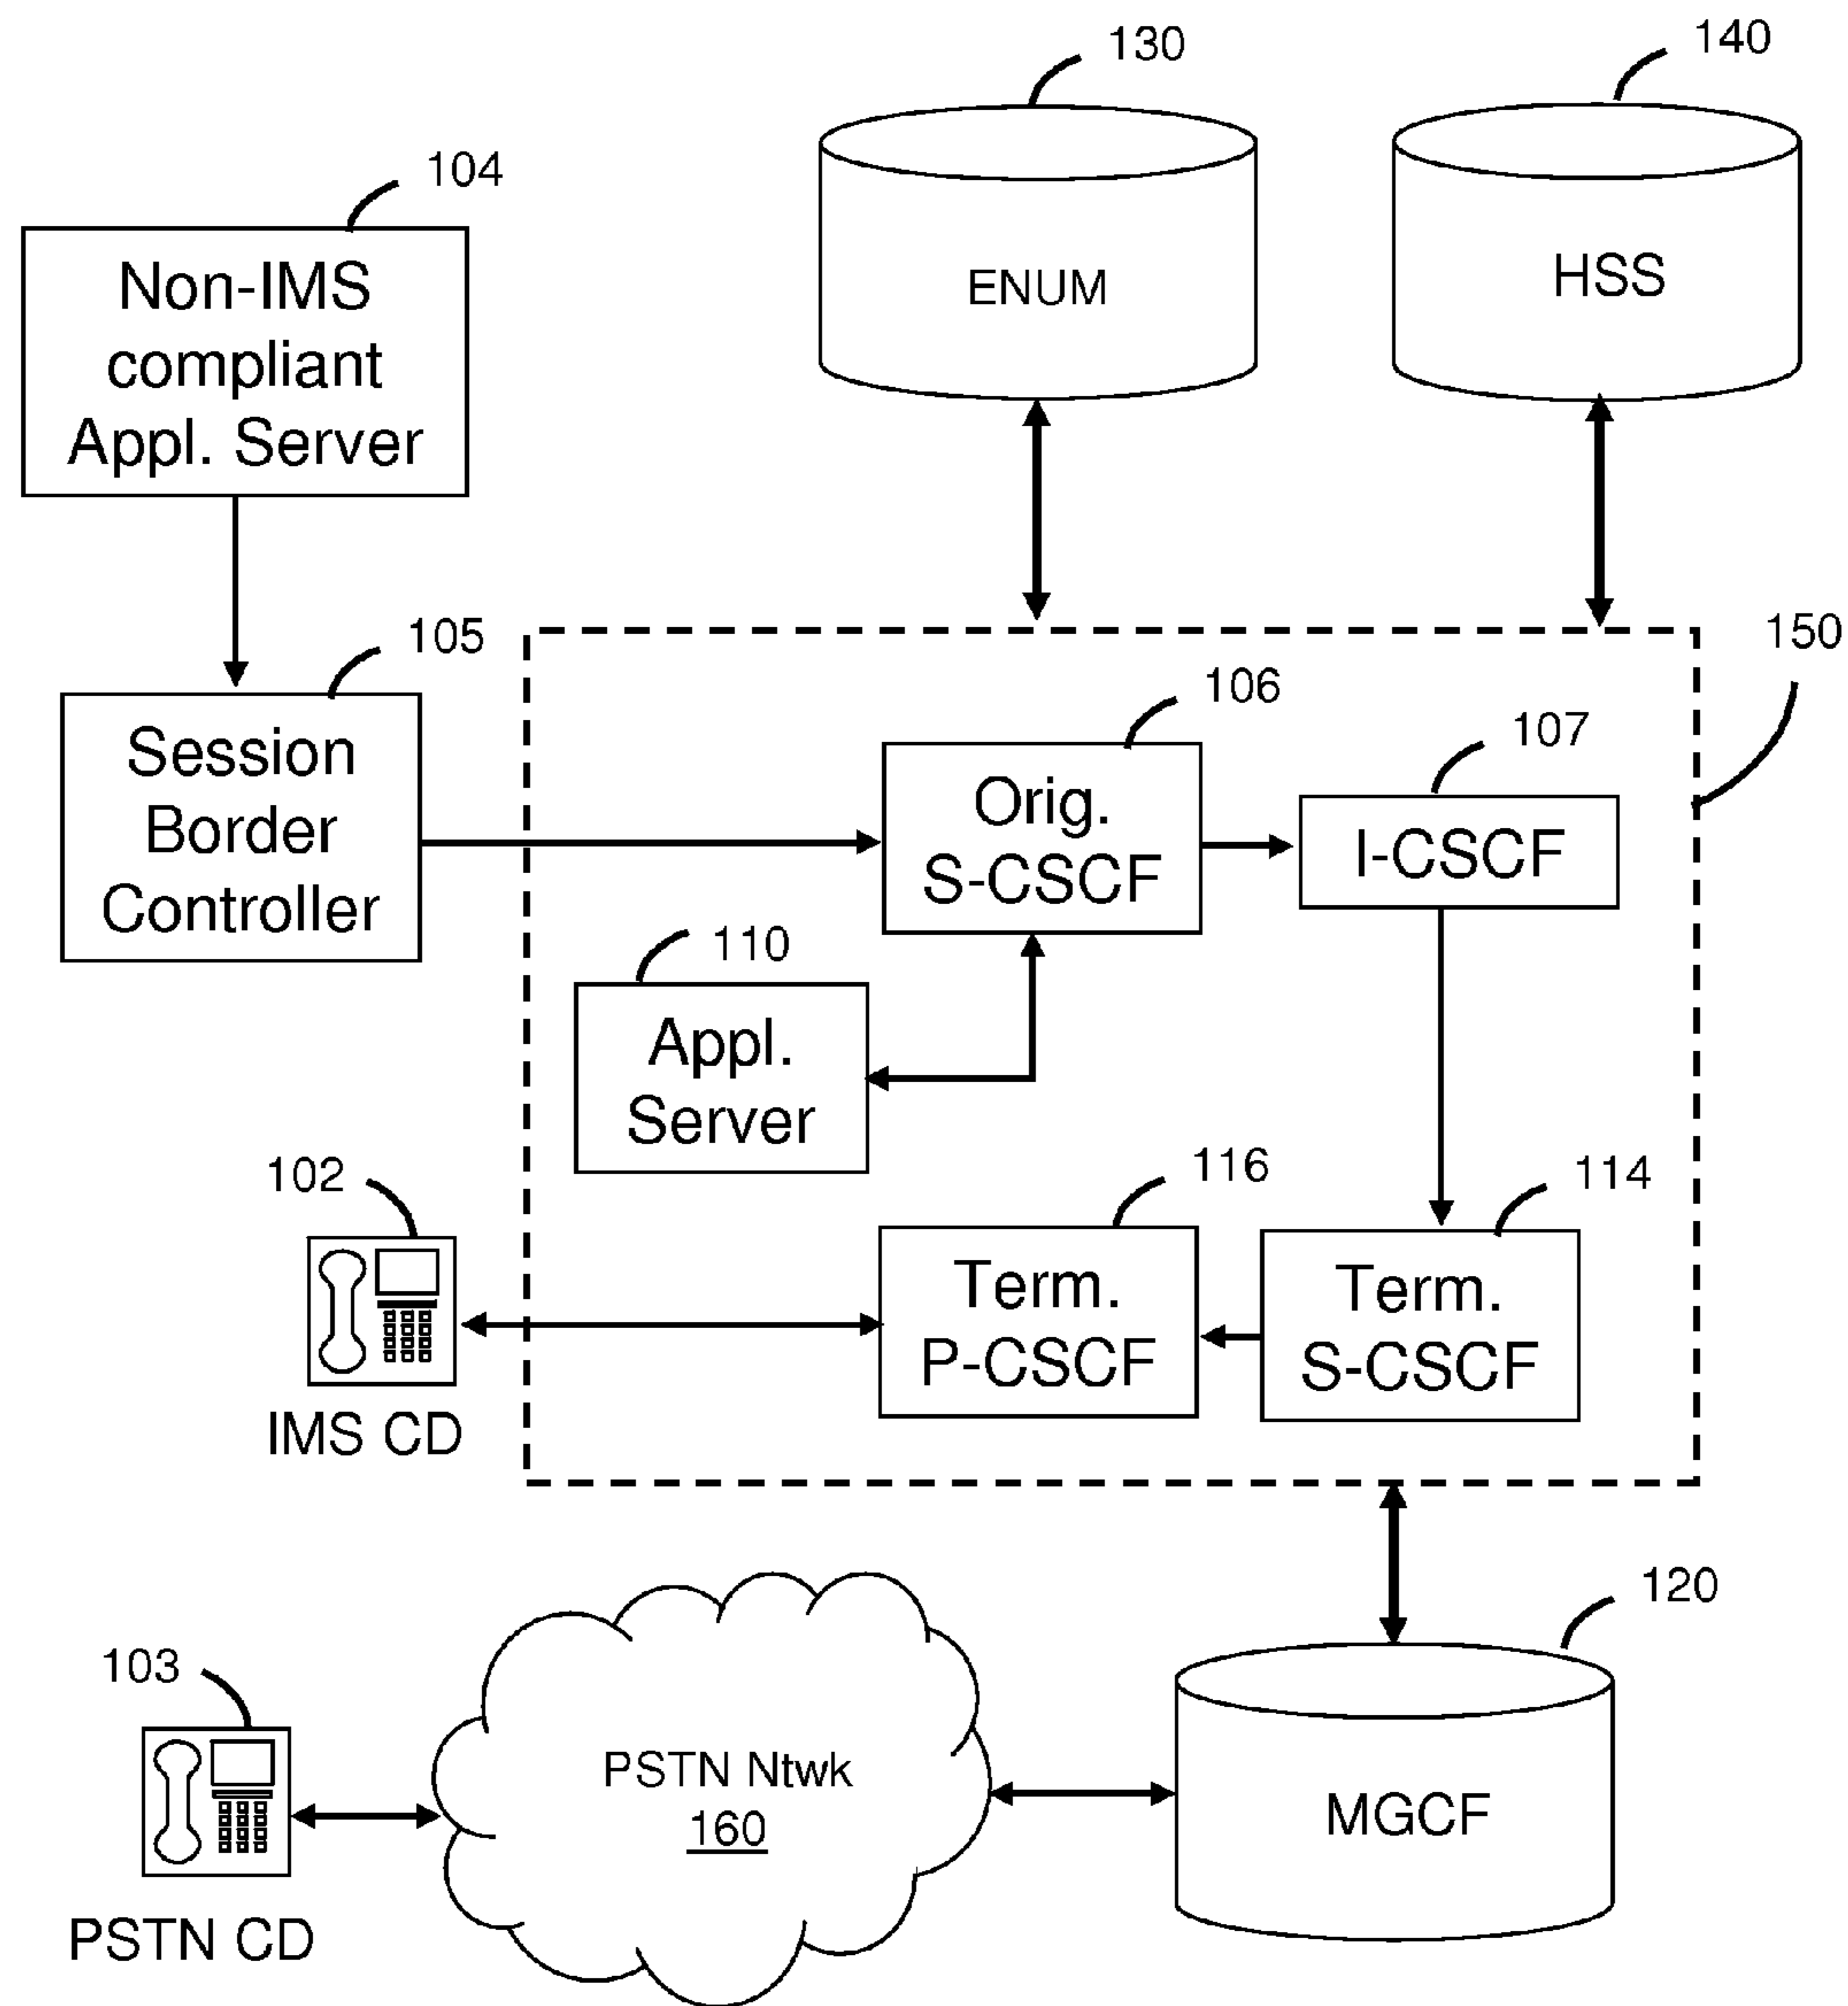 130
140
104
Non-IMS
compliant
Appl. Server
ENUM
HSS
105
150
Session
Border
Controller
106
Orig.
S-CSCF
107
I-CSCF
110
Appl.
Server
102
IMS CD
116
Term.
P-CSCF
114
Term.
S-CSCF
120
MGCF
103
PSTN CD
PSTN Ntwk
160